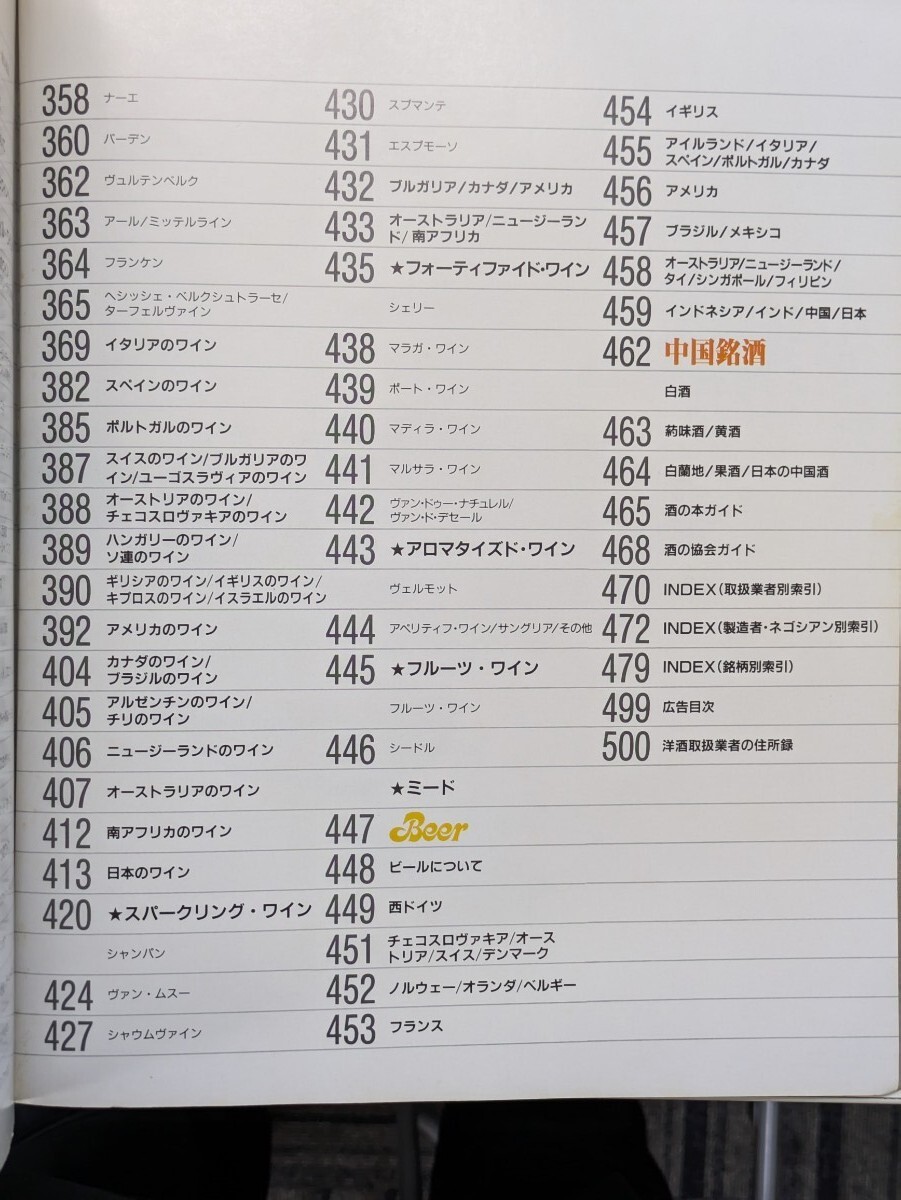 358 ナーエ
360 バーデン
362 ヴュルテンベルク
363 アール/ミッテルライン
364 フランケン
365 ヘシッシェ・ベルクシュトラーセ/
ターフェルヴァイン
369 イタリアのワイン
382 スペインのワイン
385 ポルトガルのワイン
387 スイスのワイン/ブルガリアのワ
イン/ユーゴスラヴィアのワイン
388 オーストリアのワイン/
チェコスロヴァキアのワイン
389 ハンガリーのワイン/
ソ連のワイン
390 ギリシアのワイン/イギリスのワイン/
キプロスのワイン/イスラエルのワイン
392 アメリカのワイン
404 カナダのワイン/
ブラジルのワイン
405 アルゼンチンのワイン/
チリのワイン
406 ニュージーランドのワイン
407 オーストラリアのワイン
412 南アフリカのワイン
413 日本のワイン
420 ★スパークリング・ワイン
シャンパン
424 ヴァン・ムスー
427 シャウムヴァイン
430 スプマンテ
431 エスプモーソ
432 ブルガリア/カナダ/アメリカ
433 オーストラリア/ニュージーラン
ド/南アフリカ
435 ★フォーティファイド・ワイン
シェリー
438 マラガ・ワイン
439 ポート・ワイン
440 マディラ・ワイン
441 マルサラ・ワイン
442 ヴァン・ドゥー・ナチュレル/
ヴァン・ド・デセール
443 ★アロマタイズド・ワイン
ヴェルモット
444 アペリティフ・ワイン/サングリア/その他
445 ★フルーツ・ワイン
フルーツ・ワイン
446 シードル
★ミード
447 Beer
448 ビールについて
449 西ドイツ
451 チェコスロヴァキア/オース
トリア/スイス/デンマーク
452 ノルウェー/オランダ/ベルギー
453 フランス
454 イギリス
455 アイルランド/イタリア/
スペイン/ポルトガル/カナダ
456 アメリカ
457 ブラジル/メキシコ
458 オーストラリア/ニュージーランド/
タイ/シンガポール/フィリピン
459 インドネシア/インド/中国/日本
462 中国銘酒
白酒
463 葯味酒/黄酒
464 白蘭地/果酒/日本の中国酒
465 酒の本ガイド
468 酒の協会ガイド
470 INDEX(取扱業者別索引)
472 INDEX(製造者・ネゴシアン別索引)
479 INDEX(銘柄別索引)
499 広告目次
500 洋酒取扱業者の住所録